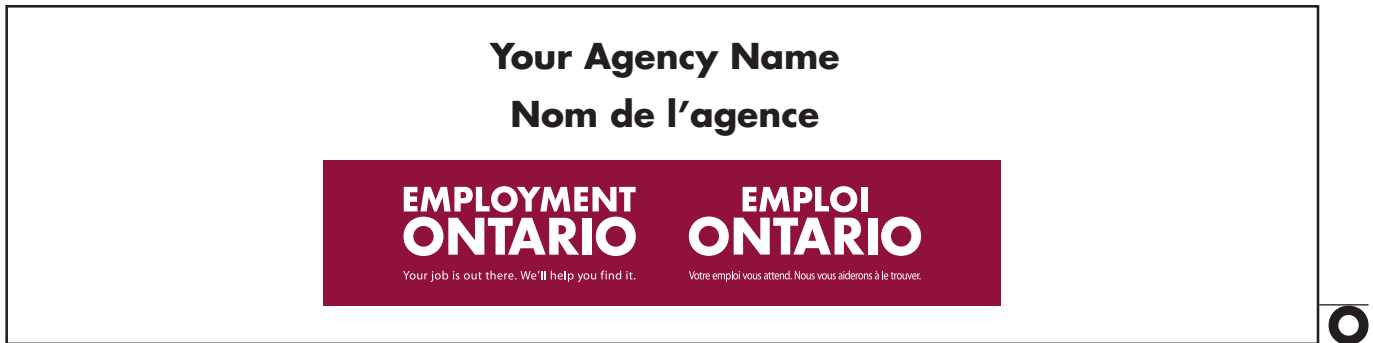 Your Agency Name
Nom de l’agence
EMPLOYMENT
ONTARIO
Your job is out there. We’ll help you find it.
EMPLOI
ONTARIO
Votre emploi vous attend. Nous vous aiderons à le trouver.